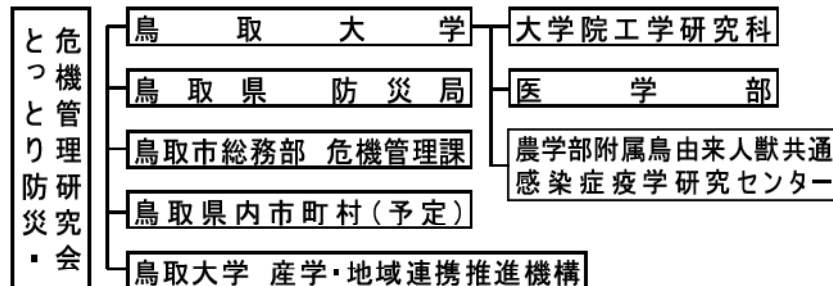 とっとり防災・
危機管理研究会
鳥取大学
鳥取県 防災局
鳥取市総務部 危機管理課
鳥取県内市町村(予定)
鳥取大学 産学・地域連携推進機構
大学院工学研究科
医学部
農学部附属鳥由来人獣共通
感染症疫学研究センター